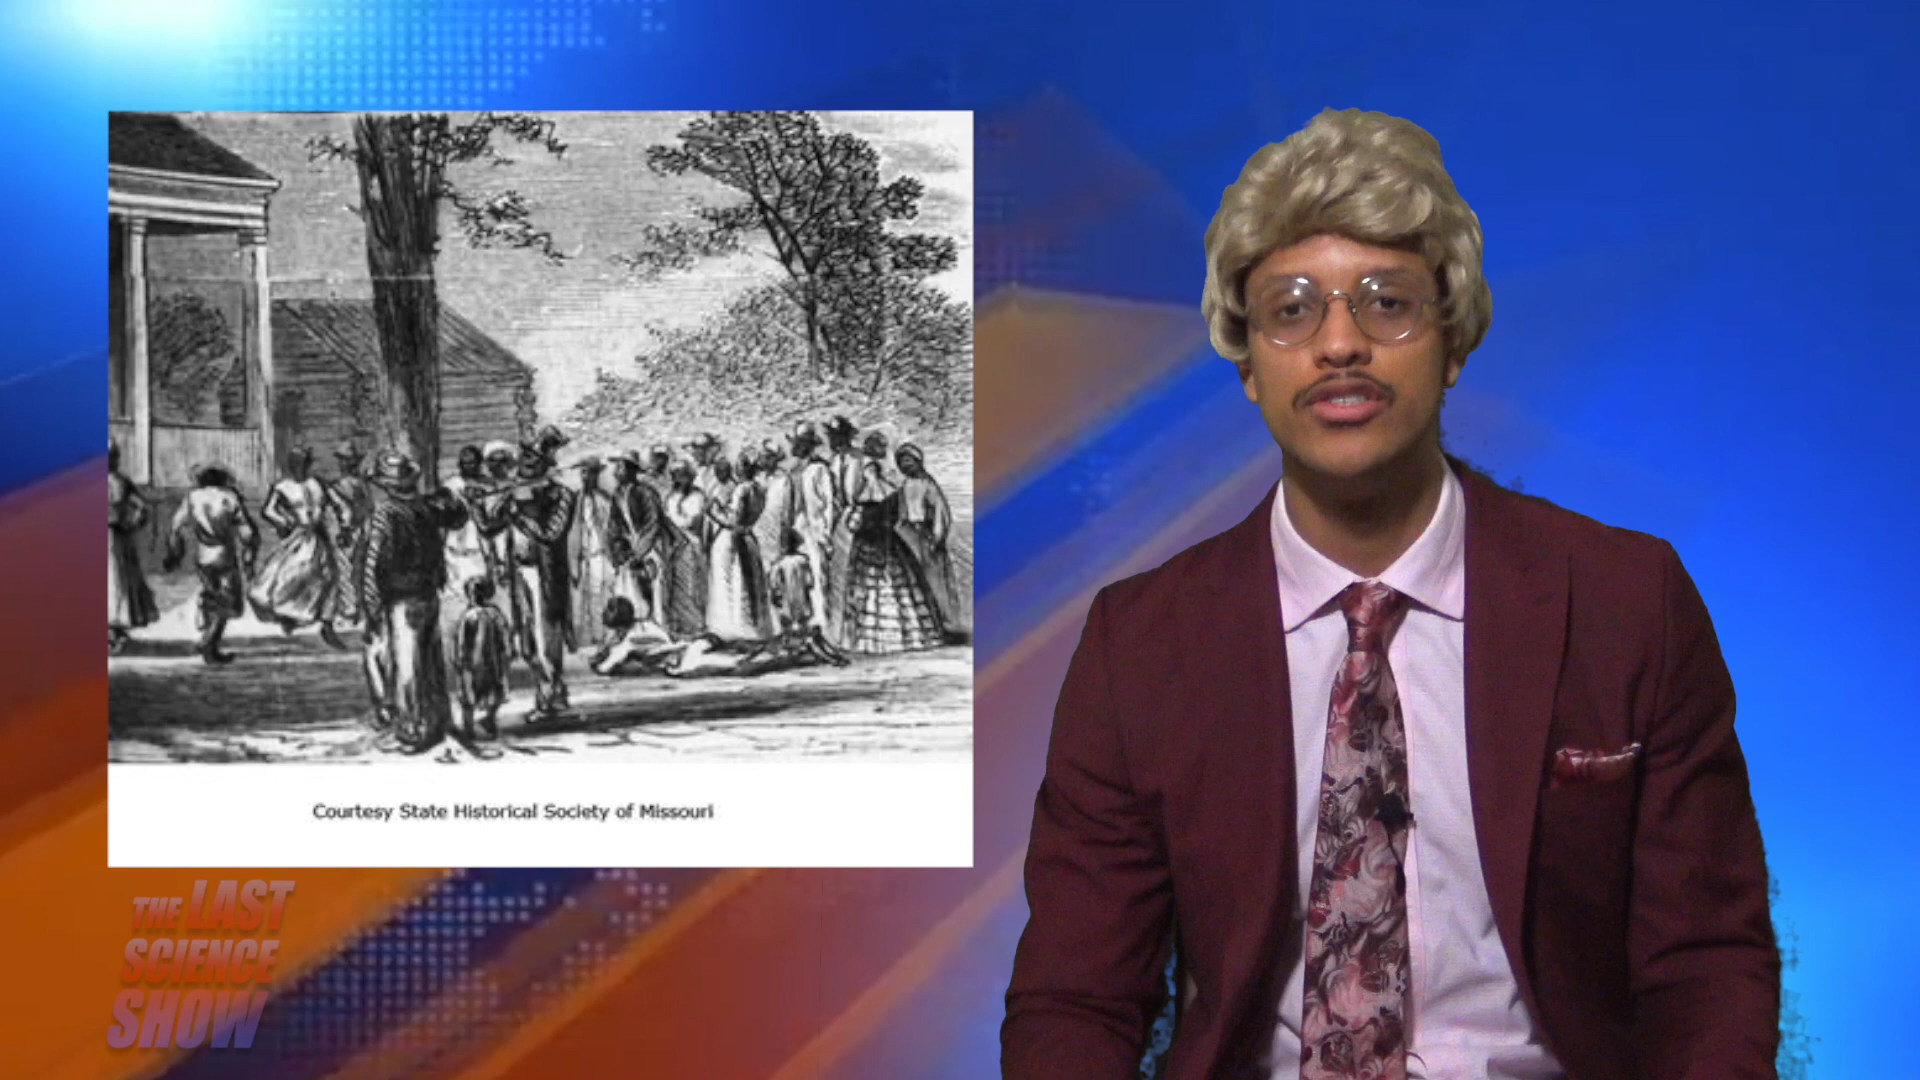 Courtesy State Historical Society of Missouri
THE LAST
SCIENCE
SHOW